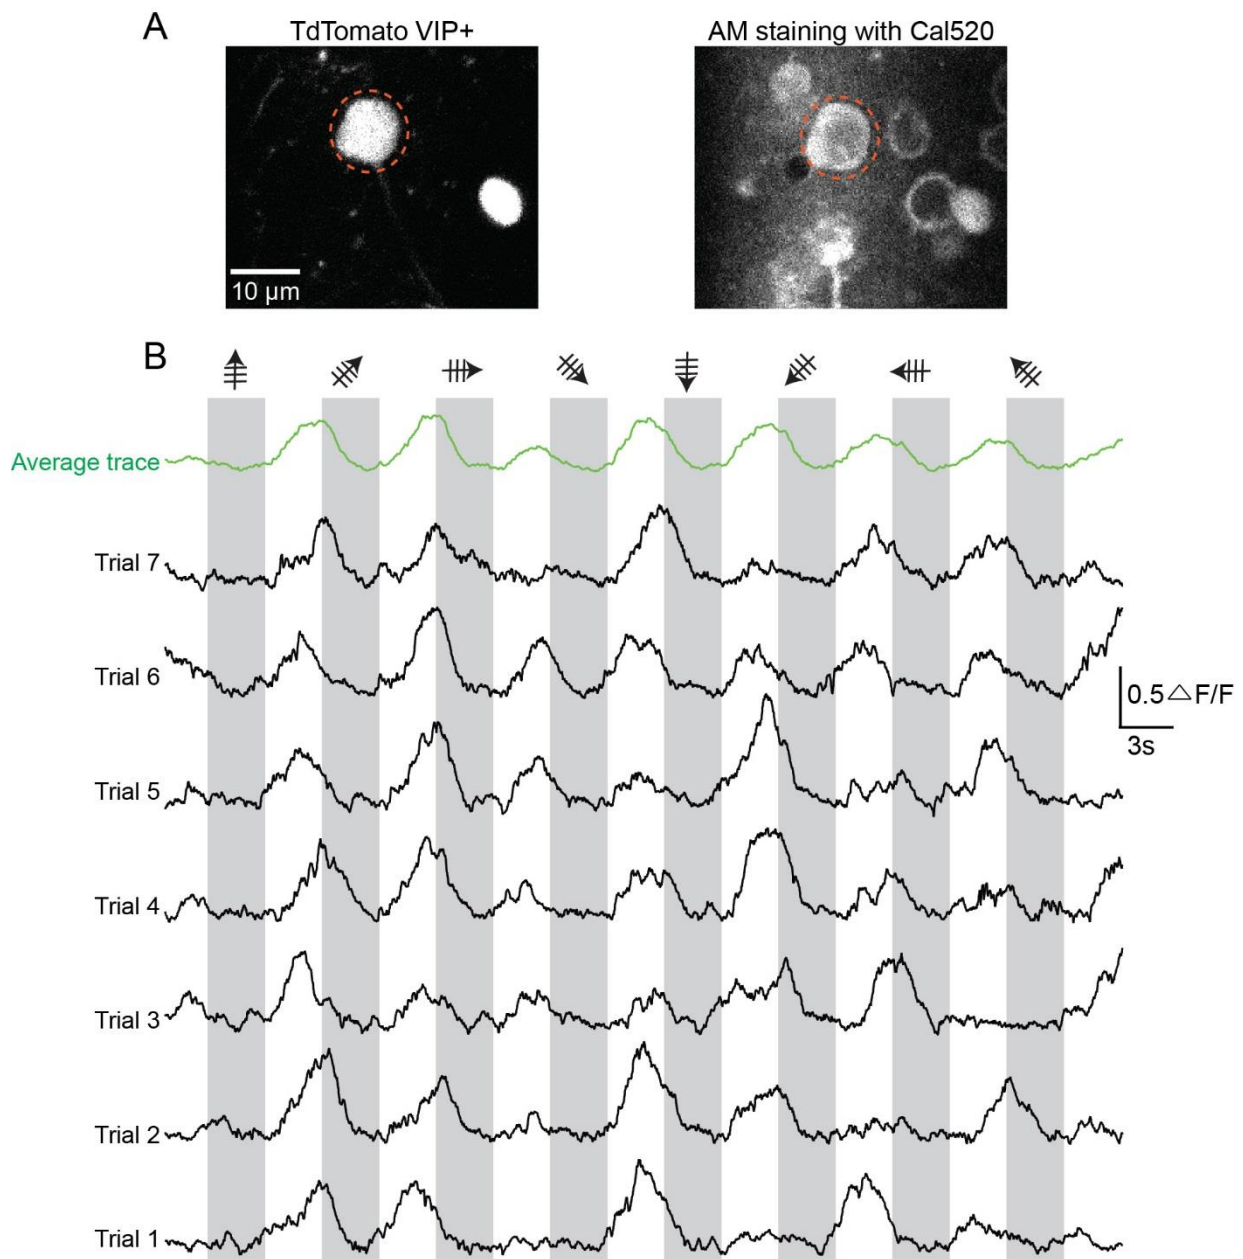 A
TdTomato VIP+
AM staining with Cal520
10 µm
B
Average trace
Trial 7
Trial 6
0.5 △F/F
3s
Trial 5
Trial 4
Trial 3
Trial 2
Trial 1